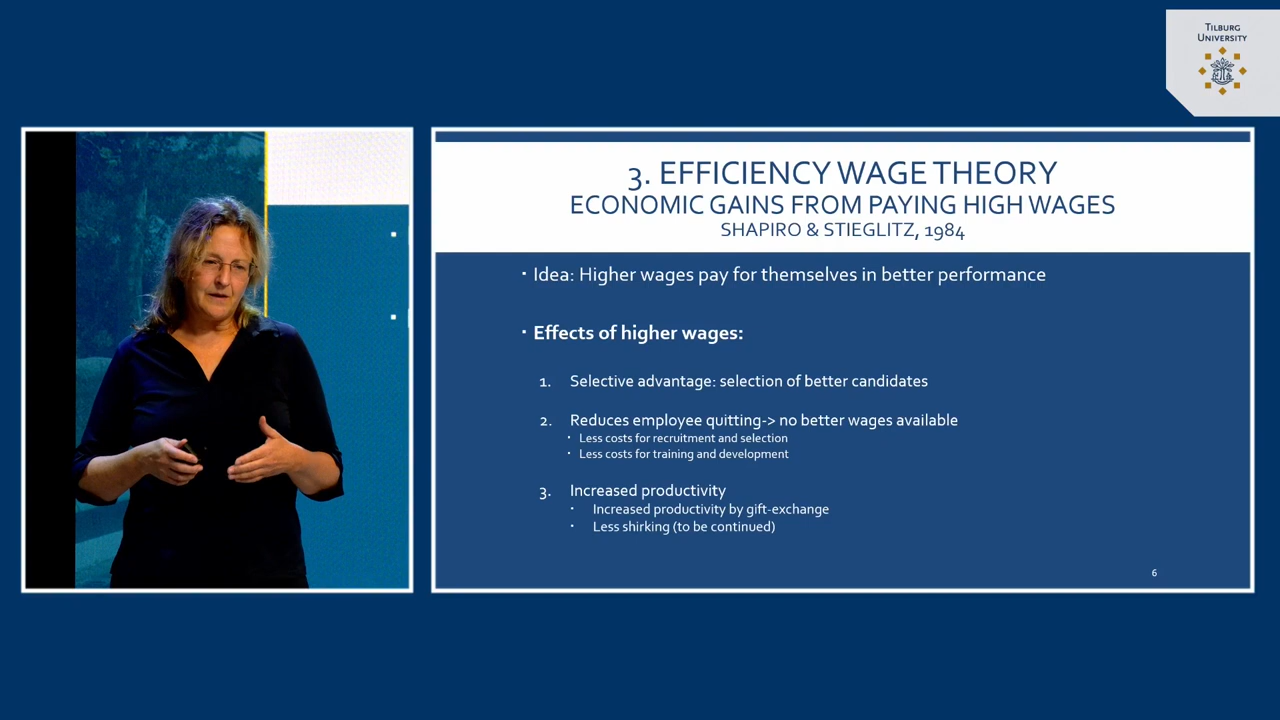 TILBURG
UNIVERSITY
3. EFFICIENCY WAGE THEORY
ECONOMIC GAINS FROM PAYING HIGH WAGES
SHAPIRO & STIEGLITZ, 1984
▪ Idea: Higher wages pay for themselves in better performance
▪ Effects of higher wages:
1. Selective advantage: selection of better candidates
2. Reduces employee quitting-> no better wages available
▪ Less costs for recruitment and selection
▪ Less costs for training and development
3. Increased productivity
▪ Increased productivity by gift-exchange
▪ Less shirking (to be continued)
6